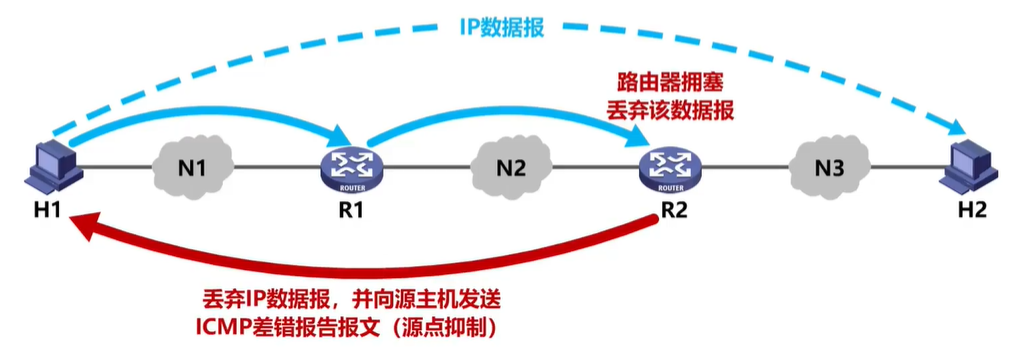 IP数据报
路由器拥塞
丢弃该数据报
N1
N2
N3
ROUTER
ROUTER
H1
R1
R2
H2
丢弃IP数据报，并向源主机发送
ICMP差错报告报文（源点抑制）